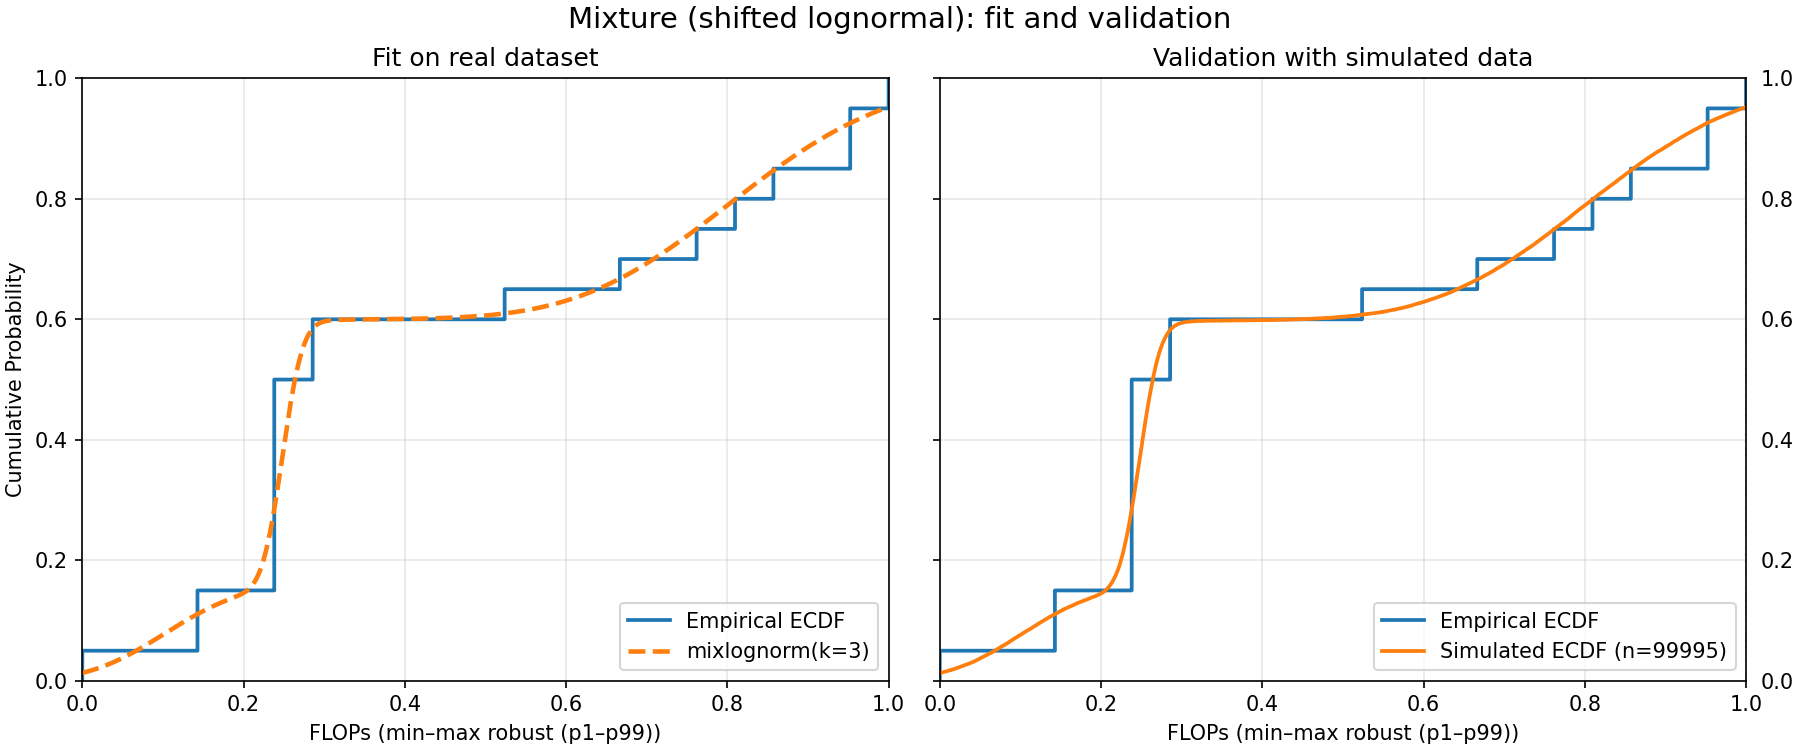 Mixture (shifted lognormal): fit and validation
Fit on real dataset
Cumulative Probability
1.0
0.8
0.6
0.4
0.2
0.0
0.0 0.2 0.4 0.6 0.8 1.0
FLOPs (min–max robust (p1–p99))
Empirical ECDF
mixlognorm(k=3)
Validation with simulated data
1.0
0.8
0.6
0.4
0.2
0.0
0.0 0.2 0.4 0.6 0.8 1.0
FLOPs (min–max robust (p1–p99))
Empirical ECDF
Simulated ECDF (n=99995)